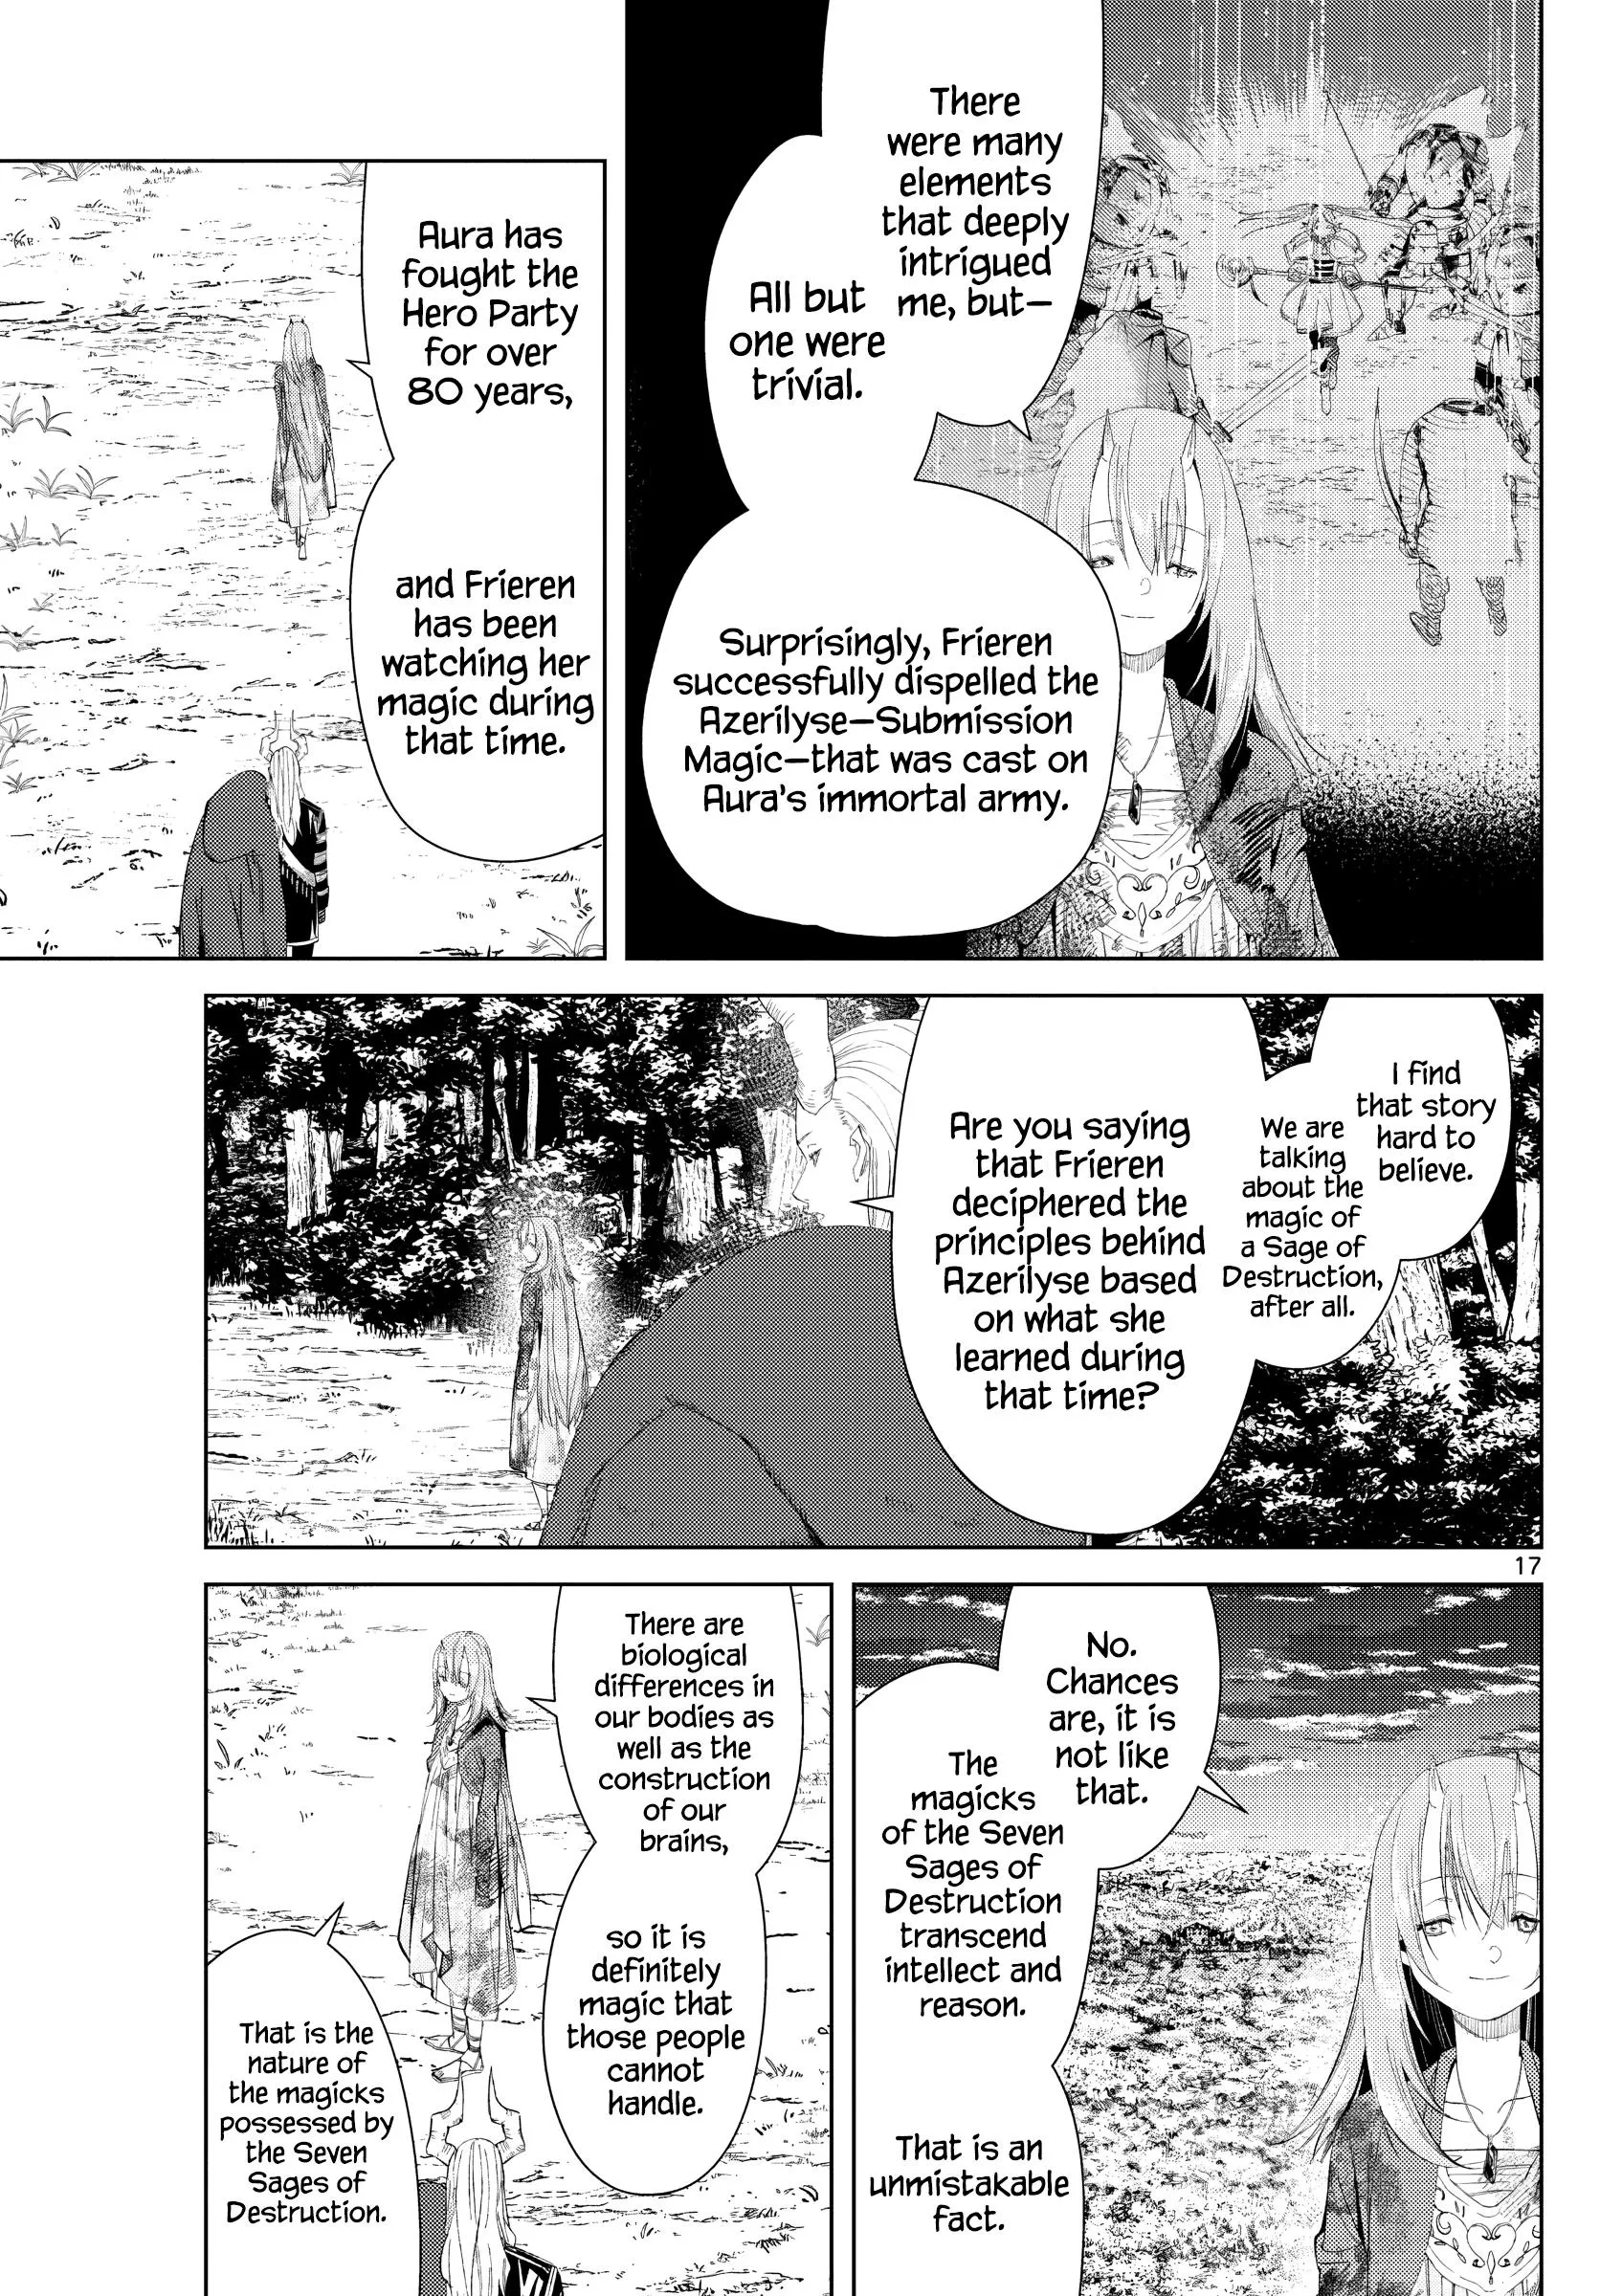 There
were many
elements
that deeply
intrigued
me, but—
All but
one were
trivial.
Surprisingly, Frieren
successfully dispelled the
Azerilyse—Submission
Magic—that was cast on
Aura's immortal army.
Aura has
fought the
Hero Party
for over
80 years,
and Frieren
has been
watching her
magic during
that time.
I find
that story
hard to
believe.
We are
talking
about the
magic of
a Sage of
Destruction,
after all.
Are you saying
that Frieren
deciphered the
principles behind
Azerilyse based
on what she
learned during
that time?
17
No.
Chances
are, it is
not like
that.
The
magicks
of the Seven
Sages of
Destruction
transcend
intellect and
reason.
That is an
unmistakable
fact.
There are
biological
differences in
our bodies as
well as the
construction
of our
brains,
so it is
definitely
magic that
those people
cannot
handle.
That is the
nature of
the magicks
possessed by
the Seven
Sages of
Destruction.